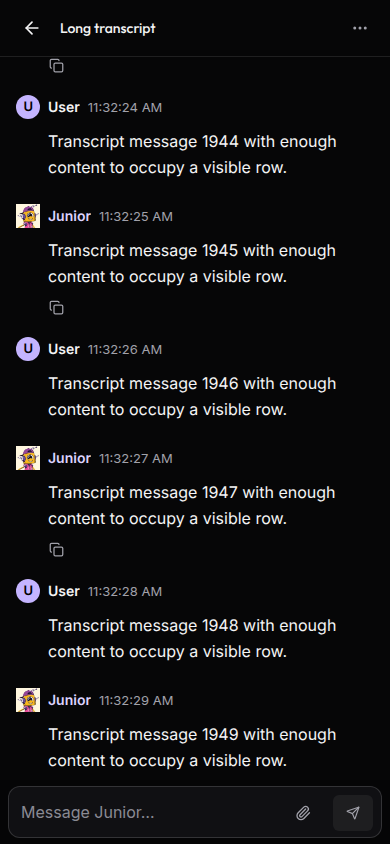 Long transcript
U User 11:32:24 AM
Transcript message 1944 with enough
content to occupy a visible row.
Junior 11:32:25 AM
Transcript message 1945 with enough
content to occupy a visible row.
U User 11:32:26 AM
Transcript message 1946 with enough
content to occupy a visible row.
Junior 11:32:27 AM
Transcript message 1947 with enough
content to occupy a visible row.
U User 11:32:28 AM
Transcript message 1948 with enough
content to occupy a visible row.
Junior 11:32:29 AM
Transcript message 1949 with enough
content to occupy a visible row.
Message Junior...